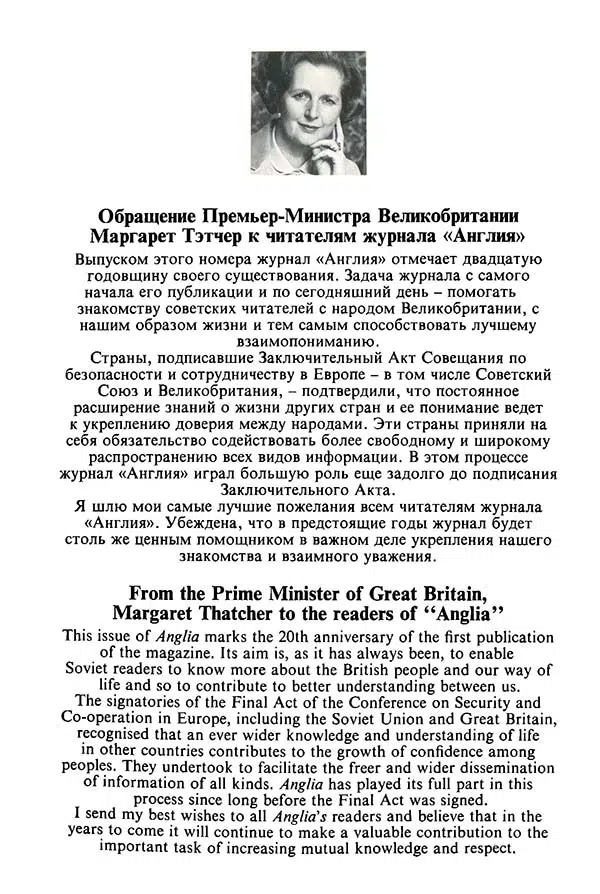 Обращение Премьер-Министра Великобритании
Маргарет Тэтчер к читателям журнала «Англия»
Выпуском этого номера журнал «Англия» отмечает двадцатую
годовщину своего существования. Задача журнала с самого
начала его публикации и по сегодняшний день – помогать
знакомству советских читателей с народом Великобритании, с
нашим образом жизни и тем самым способствовать лучшему
взаимопониманию.
Страны, подписавшие Заключительный Акт Совещания по
безопасности и сотрудничеству в Европе – в том числе Советский
Союз и Великобритания, – подтвердили, что постоянное
расширение знаний о жизни других стран и ее понимание ведет
к укреплению доверия между народами. Эти страны приняли на
себя обязательство содействовать более свободному и широкому
распространению всех видов информации. В этом процессе
журнал «Англия» играл большую роль еще задолго до подписания
Заключительного Акта.
Я шлю мои самые лучшие пожелания всем читателям журнала
«Англия». Убеждена, что в предстоящие годы журнал будет
столь же ценным помощником в важном деле укрепления нашего
знакомства и взаимного уважения.
From the Prime Minister of Great Britain,
Margaret Thatcher to the readers of “Anglia”
This issue of Anglia marks the 20th anniversary of the first publication
of the magazine. Its aim is, as it has always been, to enable
Soviet readers to know more about the British people and our way of
life and so to contribute to better understanding between us.
The signatories of the Final Act of the Conference on Security and
Co-operation in Europe, including the Soviet Union and Great Britain,
recognised that an ever wider knowledge and understanding of life
in other countries contributes to the growth of confidence among
peoples. They undertook to facilitate the freer and wider dissemination
of information of all kinds. Anglia has played its full part in this
process since long before the Final Act was signed.
I send my best wishes to all Anglia's readers and believe that in the
years to come it will continue to make a valuable contribution to the
important task of increasing mutual knowledge and respect.